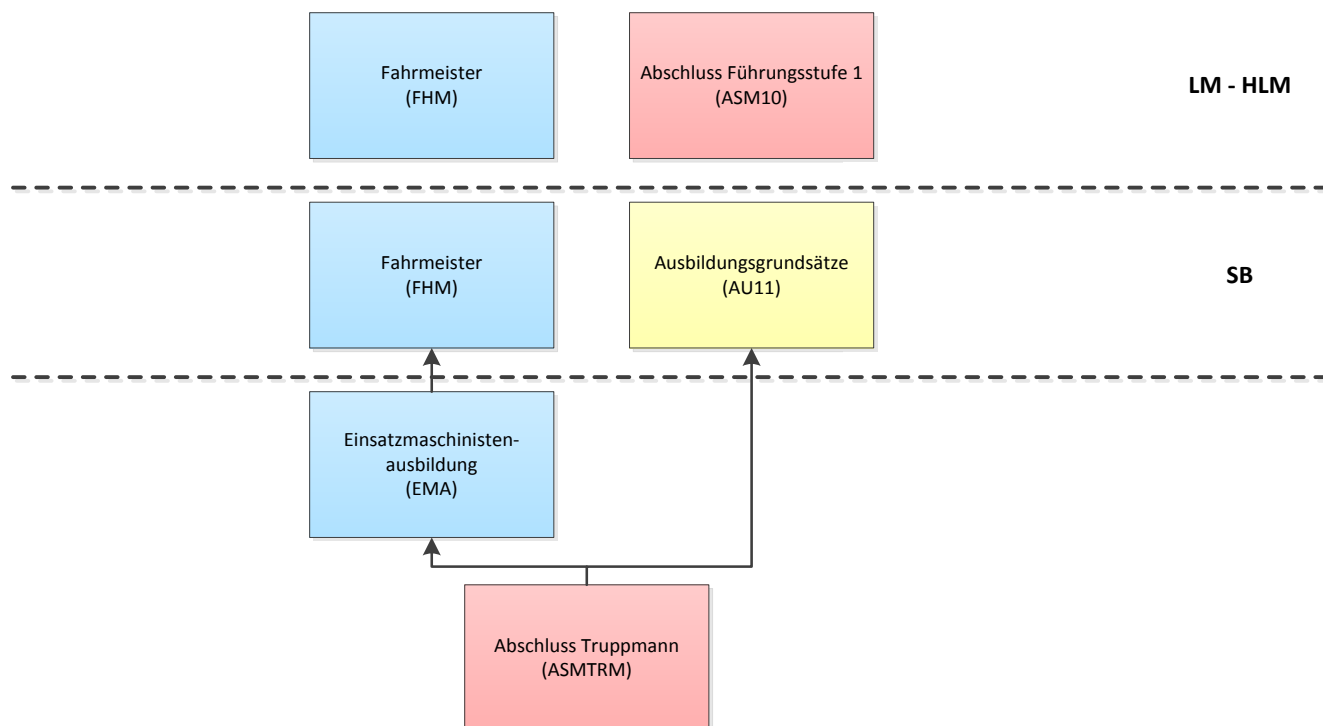 Fahrmeister
(FHM)
Abschluss Führungsstufe 1
(ASM10)
LM - HLM
Fahrmeister
(FHM)
Ausbildungsgrundsätze
(AU11)
SB
Einsatzmaschinisten-
ausbildung
(EMA)
Abschluss Truppmann
(ASMTRM)